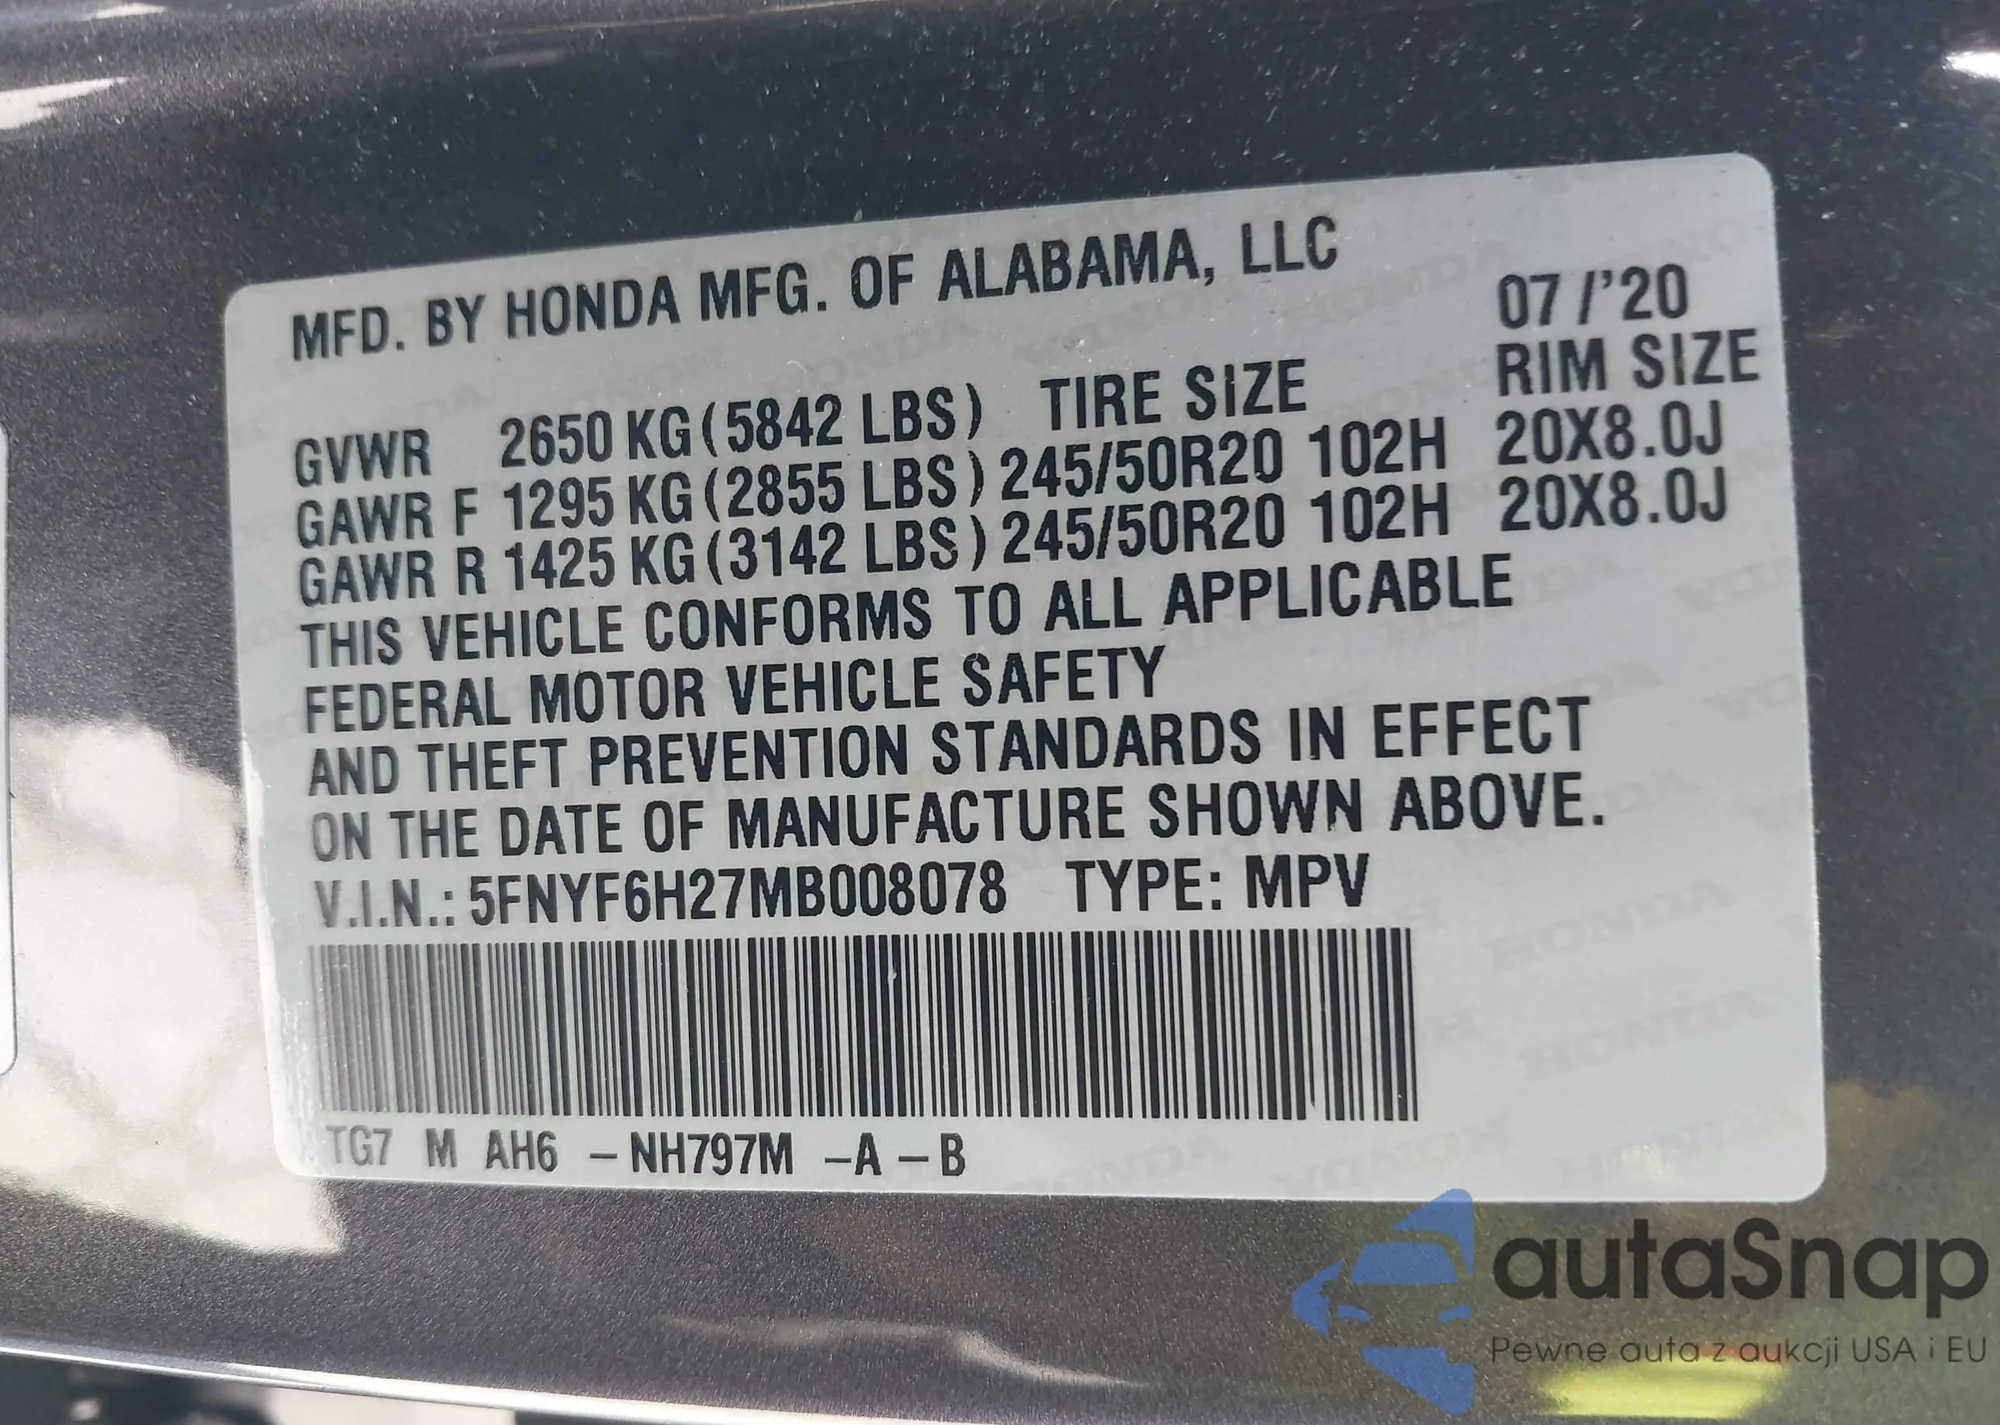 MFD. BY HONDA MFG. OF ALABAMA, LLC
07/'20
GVWR 2650 KG (5842 LBS) TIRE SIZE RIM SIZE
GAWR F 1295 KG (2855 LBS) 245/50R20 102H 20X8.0J
GAWR R 1425 KG (3142 LBS) 245/50R20 102H 20X8.0J
THIS VEHICLE CONFORMS TO ALL APPLICABLE
FEDERAL MOTOR VEHICLE SAFETY
AND THEFT PREVENTION STANDARDS IN EFFECT
ON THE DATE OF MANUFACTURE SHOWN ABOVE.
V.I.N.: 5FNYF6H27MB008078 TYPE: MPV
TG7 M AH6 – NH797M – A – B
autaSnap
Pewne auta z aukcji USA i EU